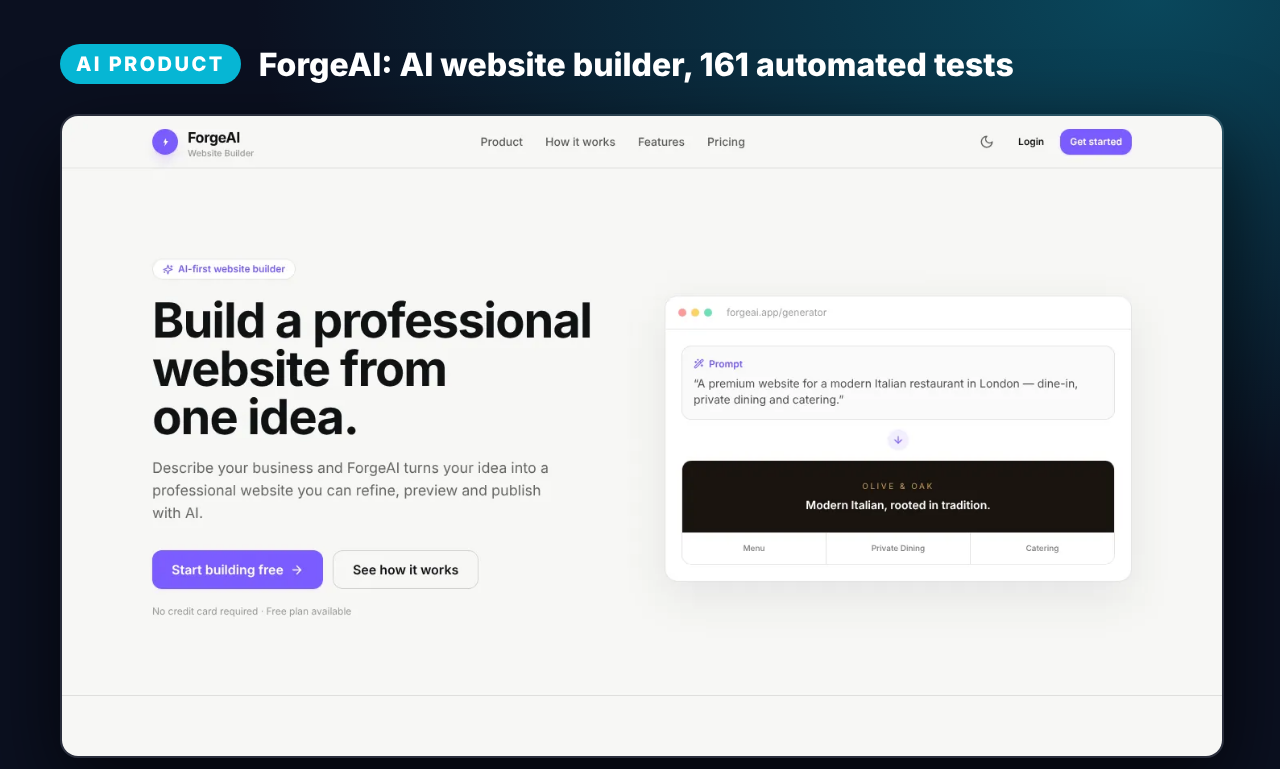 AI PRODUCT
ForgeAI: AI website builder, 161 automated tests
ForgeAI
Website Builder
Product
How it works
Features
Pricing
Login
Get started
AI-first website builder
Build a professional
website from
one idea.
Describe your business and ForgeAI turns your idea into a
professional website you can refine, preview and publish
with AI.
Start building free
See how it works
No credit card required · Free plan available
forgeai.app/generator
Prompt
“A premium website for a modern Italian restaurant in London — dine-in,
private dining and catering.”
OLIVE & OAK
Modern Italian, rooted in tradition.
Menu
Private Dining
Catering